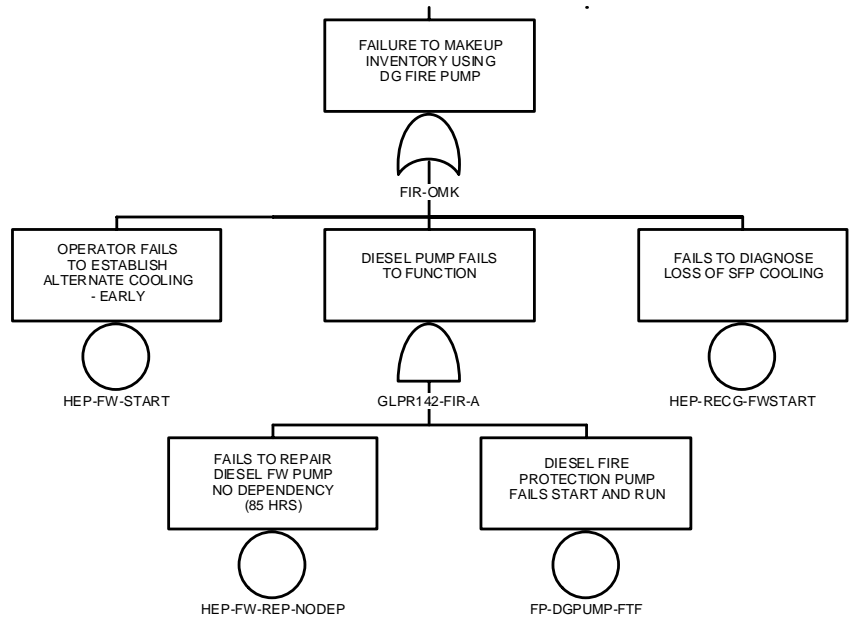 FAILURE TO MAKEUP
INVENTORY USING
DG FIRE PUMP
FIR-OMK
OPERATOR FAILS
TO ESTABLISH
ALTERNATE COOLING
- EARLY
HEP-FW-START
DIESEL PUMP FAILS
TO FUNCTION
GLPR142-FIR-A
FAILS TO DIAGNOSE
LOSS OF SFP COOLING
HEP-RECG-FWSTART
FAILS TO REPAIR
DIESEL FW PUMP
NO DEPENDENCY
(85 HRS)
HEP-FW-REP-NODEP
DIESEL FIRE
PROTECTION PUMP
FAILS START AND RUN
FP-DGPUMP-FTF